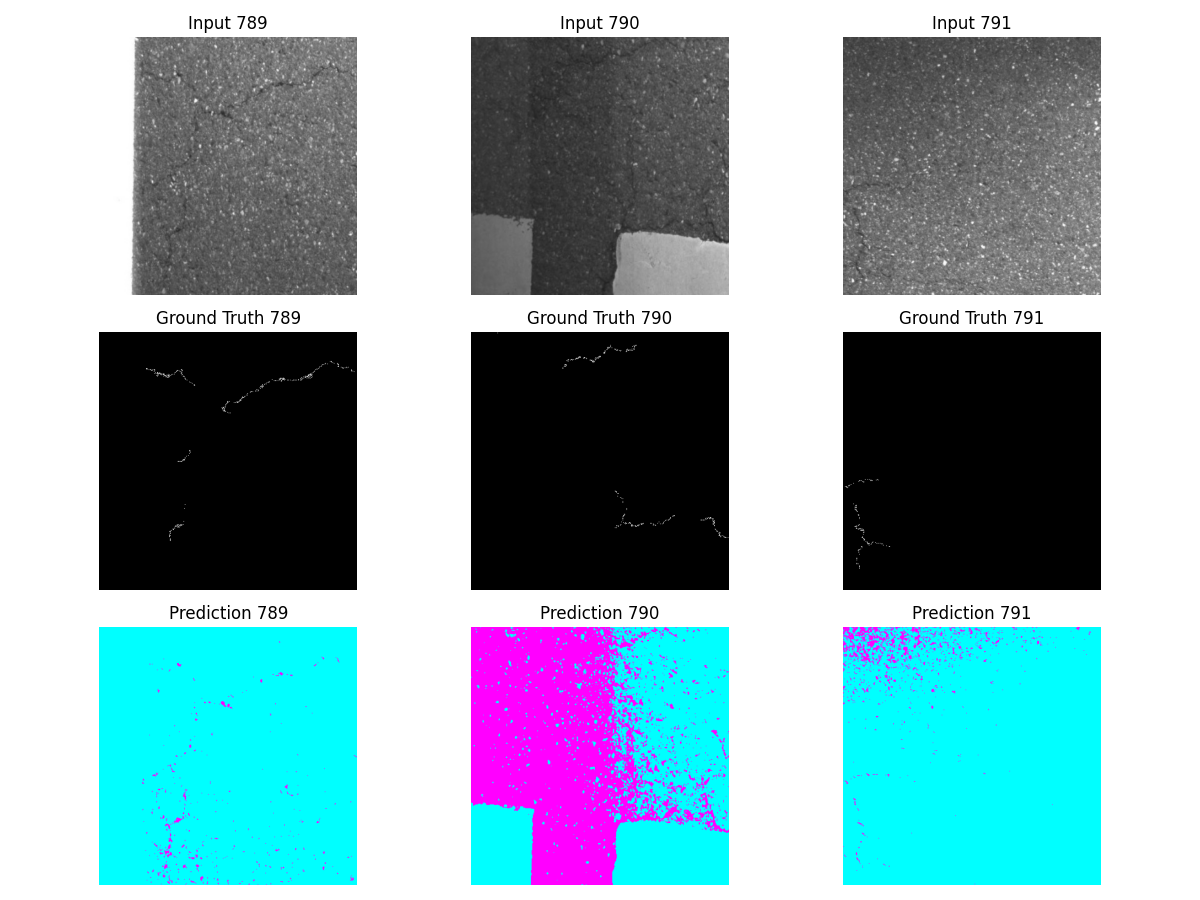 Input 789
Input 790
Input 791
Ground Truth 789
Ground Truth 790
Ground Truth 791
Prediction 789
Prediction 790
Prediction 791